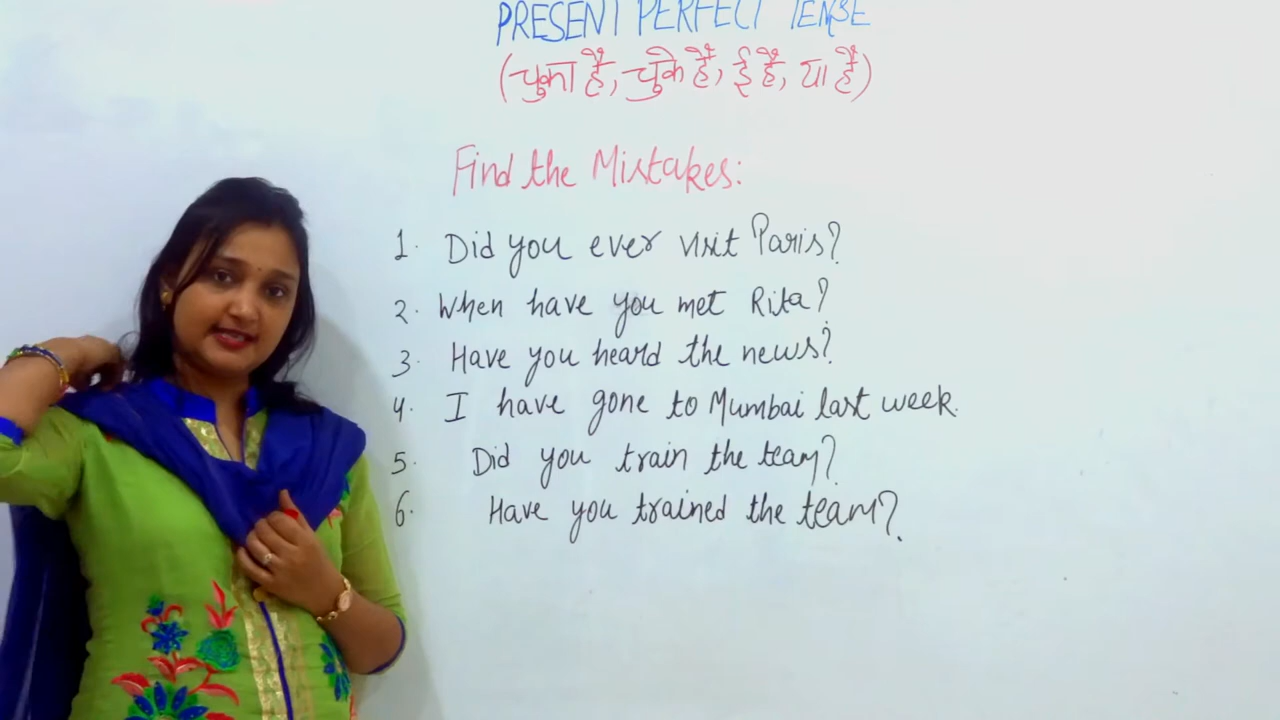 PRESENT PERFECT TENSE
(चुका है, चुके हैं, ई है, या है)
Find the Mistakes:
1. Did you ever visit Paris?
2. When have you met Rita?
3. Have you heard the news?
4. I have gone to Mumbai last week.
5. Did you train the team?
6. Have you trained the team?